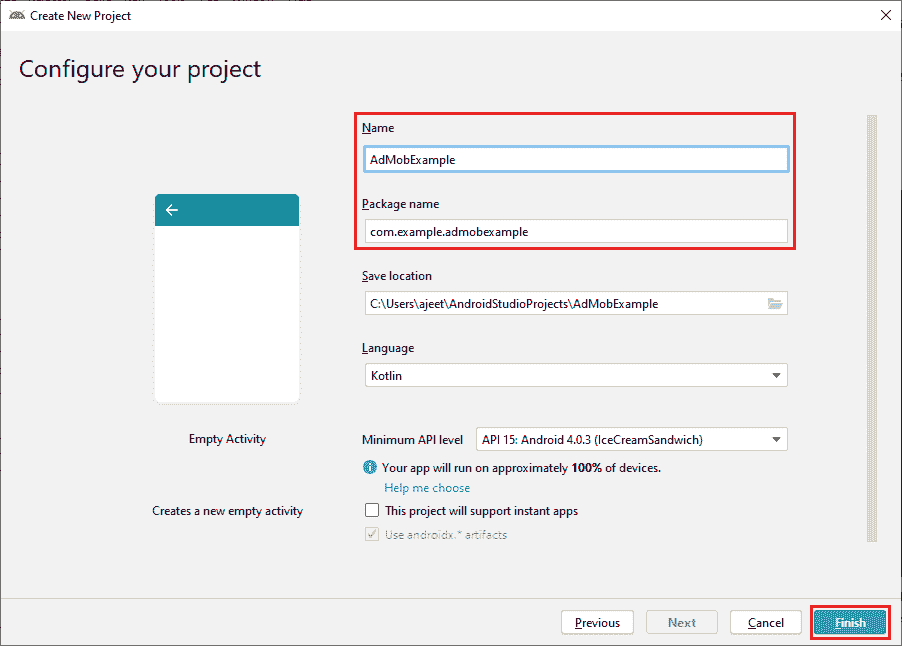 Create New Project
Configure your project
Name
AdMobExample
Package name
com.example.admobexample
Save location
C:\Users\ajeet\AndroidStudioProjects\AdMobExample
Language
Kotlin
Empty Activity
Minimum API level API 15: Android 4.0.3 (IceCreamSandwich)
Your app will run on approximately 100% of devices.
Help me choose
Creates a new empty activity
This project will support instant apps
Use androidx.* artifacts
Previous Next Cancel Finish